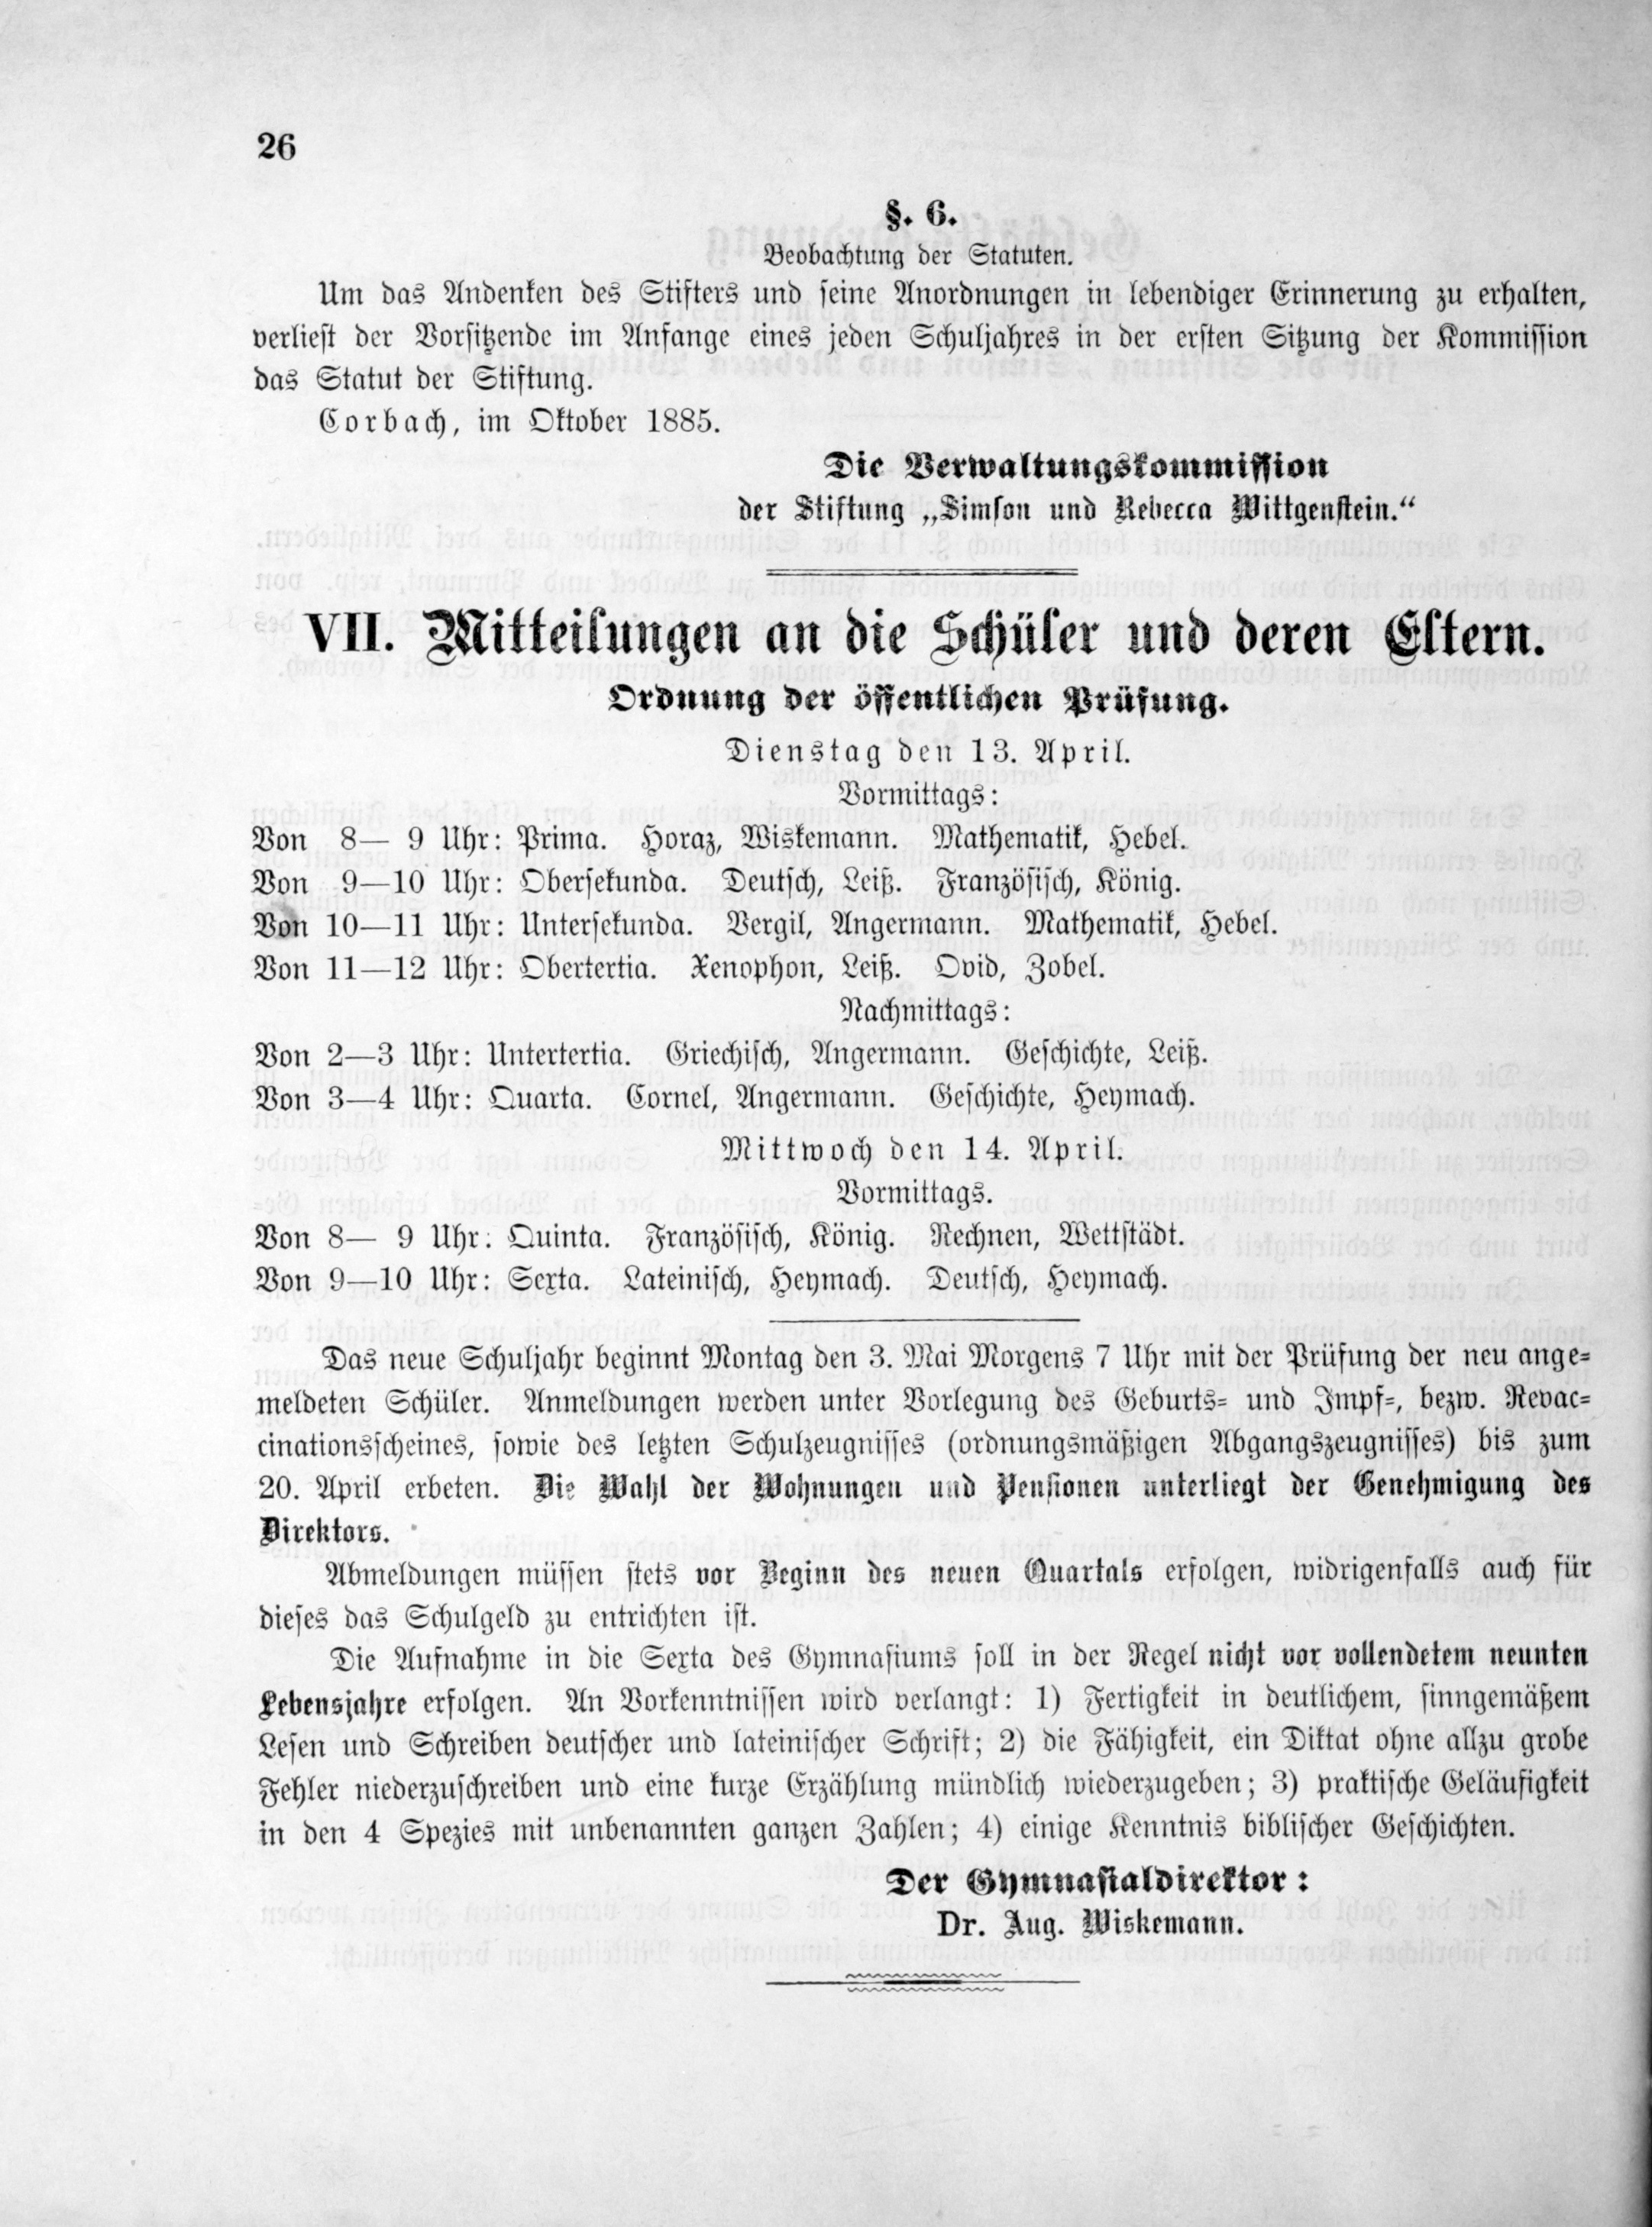 26
§. 6.
Beobachtung der Statuten.
Um das Andenken des Stifters und seine Anordnungen in lebendiger Erinnerung zu erhalten,
verliest der Vorsitzende im Anfange eines jeden Schuljahres in der ersten Sitzung der Kommission
das Statut der Stiftung.
Corbach, im Oktober 1885.
Die Verwaltungskommission
der Stiftung „Simson und Rebecca Wittgenstein.“
VII. Mitteilungen an die Schüler und deren Eltern.
Ordnung der öffentlichen Prüfung.
Dienstag den 13. April.
Vormittags:
Von 8— 9 Uhr: Prima. Horaz, Wiskemann. Mathematik, Hebel.
Von 9—10 Uhr: Obersekunda. Deutsch, Leiß. Französisch, König.
Von 10—11 Uhr: Untersekunda. Vergil, Angermann. Mathematik, Hebel.
Von 11—12 Uhr: Obertertia. Xenophon, Leiß. Ovid, Zobel.
Nachmittags:
Von 2—3 Uhr: Untertertia. Griechisch, Angermann. Geschichte, Leiß.
Von 3—4 Uhr: Quarta. Cornel, Angermann. Geschichte, Heymach.
Mittwoch den 14. April.
Vormittags.
Von 8— 9 Uhr: Quinta. Französisch, König. Rechnen, Wettstädt.
Von 9—10 Uhr: Sexta. Lateinisch, Heymach. Deutsch, Heymach.
Das neue Schuljahr beginnt Montag den 3. Mai Morgens 7 Uhr mit der Prüfung der neu ange-
meldeten Schüler. Anmeldungen werden unter Vorlegung des Geburts- und Impf-, bezw. Revac-
cinationsscheines, sowie des letzten Schulzeugnisses (ordnungsmäßigen Abgangszeugnisses) bis zum
20. April erbeten. Die Wahl der Wohnungen und Pensionen unterliegt der Genehmigung des
Direktors.
Abmeldungen müssen stets vor Beginn des neuen Quartals erfolgen, widrigenfalls auch für
dieses das Schulgeld zu entrichten ist.
Die Aufnahme in die Sexta des Gymnasiums soll in der Regel nicht vor vollendetem neunten
Lebensjahre erfolgen. An Vorkenntnissen wird verlangt: 1) Fertigkeit in deutlichem, sinngemäßem
Lesen und Schreiben deutscher und lateinischer Schrift; 2) die Fähigkeit, ein Diktat ohne allzu grobe
Fehler niederzuschreiben und eine kurze Erzählung mündlich wiederzugeben; 3) praktische Geläufigkeit
in den 4 Spezies mit unbenannten ganzen Zahlen; 4) einige Kenntnis biblischer Geschichten.
Der Gymnasialdirektor:
Dr. Aug. Wiskemann.